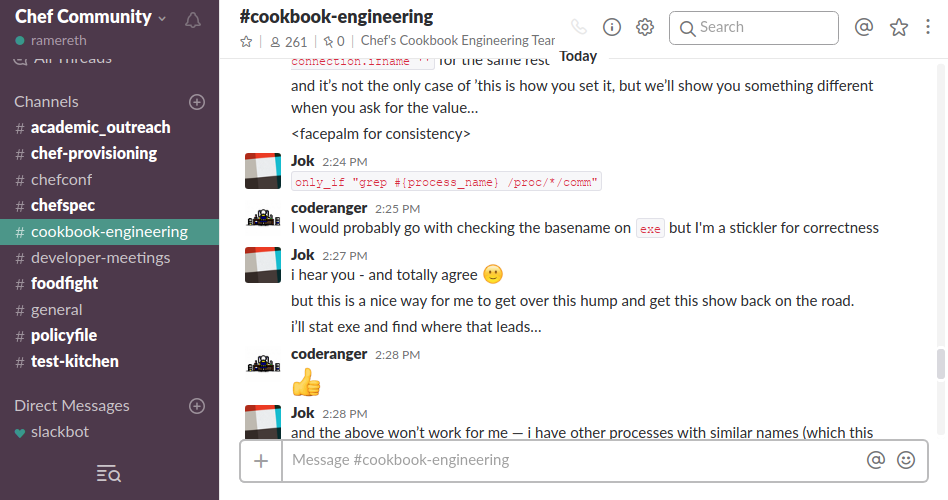 Chef Community
ramereth
All Threads
Channels
# academic_outreach
# chef-provisioning
# chefconf
# chefspec
# cookbook-engineering
# developer-meetings
# foodfight
# general
# policyfile
# test-kitchen
Direct Messages
slackbot
#cookbook-engineering
261 | 0 | Chef's Cookbook Engineering Tear
Search
Today
connection.ifname "" for the same rest
and it's not the only case of 'this is how you set it, but we'll show you something different
when you ask for the value...
<facepalm for consistency>
Jok 2:24 PM
only_if "grep #{process_name} /proc/*/comm"
coderanger 2:25 PM
I would probably go with checking the basename on exe but I'm a stickler for correctness
Jok 2:27 PM
i hear you - and totally agree 🙂
but this is a nice way for me to get over this hump and get this show back on the road.
i'll stat exe and find where that leads...
coderanger 2:28 PM
👍
Jok 2:28 PM
and the above won't work for me — i have other processes with similar names (which this
Message #cookbook-engineering